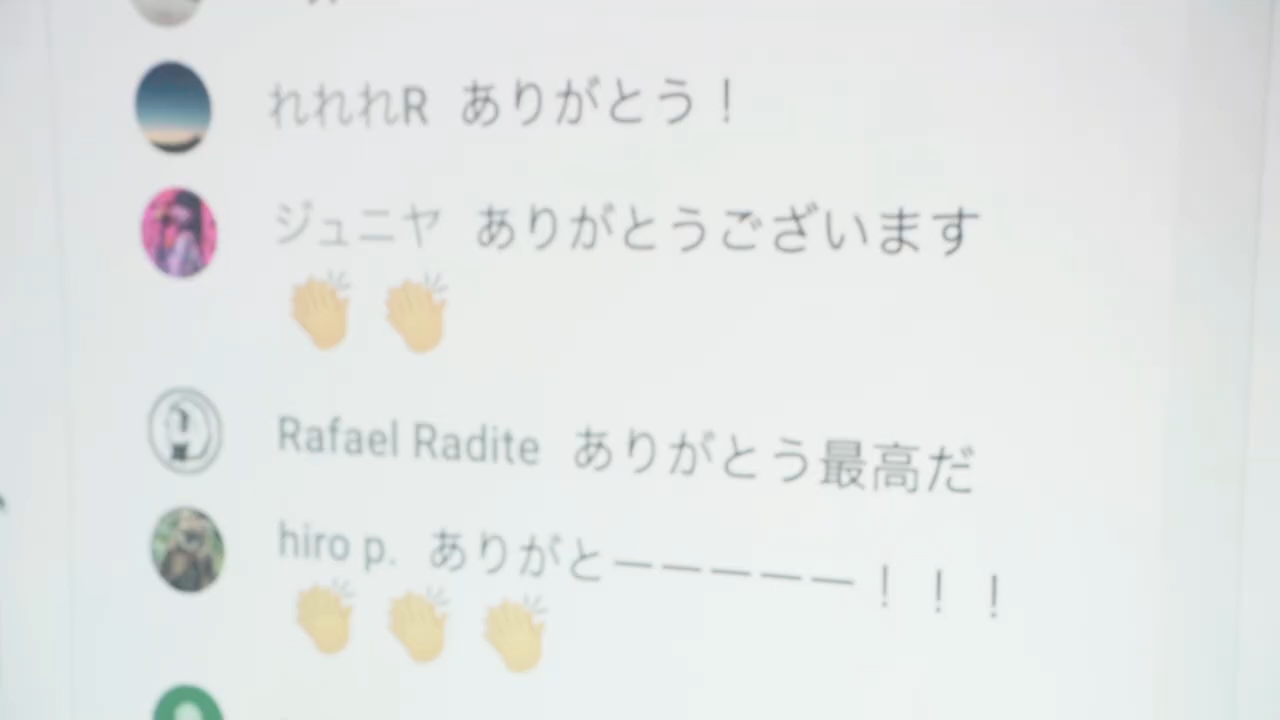 れれれR ありがとう！
ジュニヤ ありがとうございます
👏 👏
Rafael Radite ありがとう最高だ
hiro p. ありがと―――――！！！
👏 👏 👏